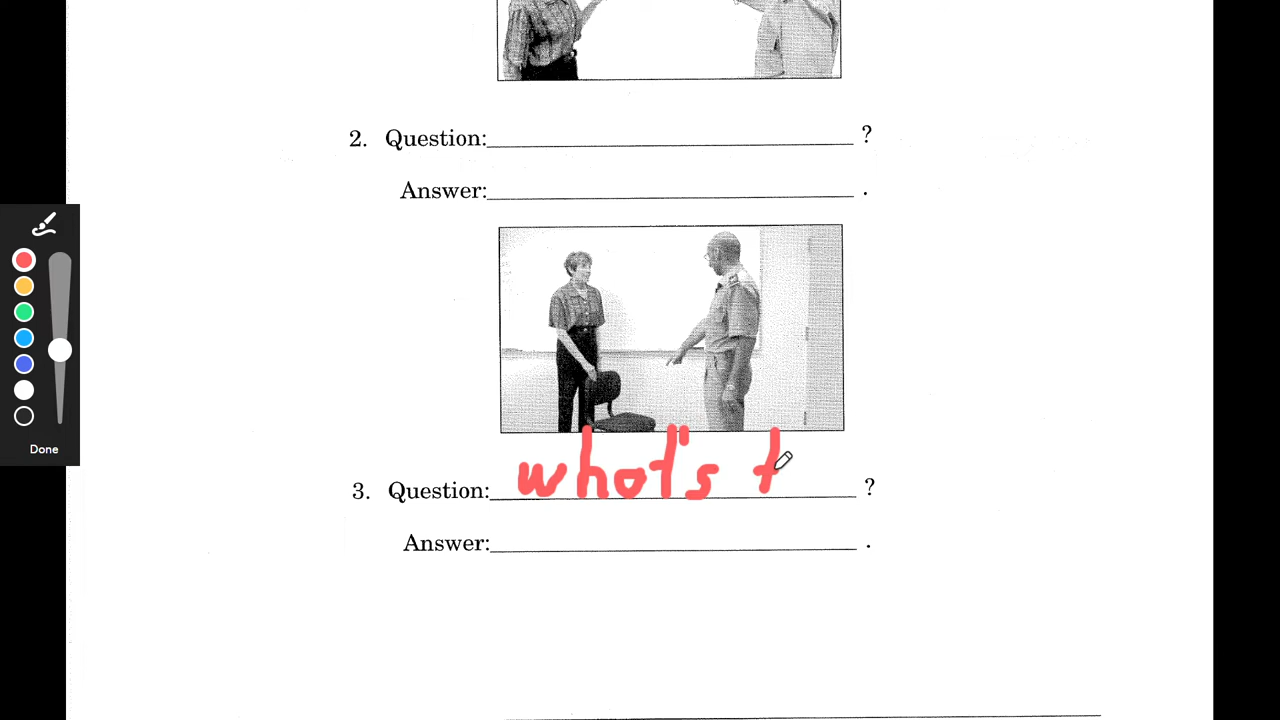 2. Question: ?
Answer: .
what's t
3. Question: ?
Answer: .
Done